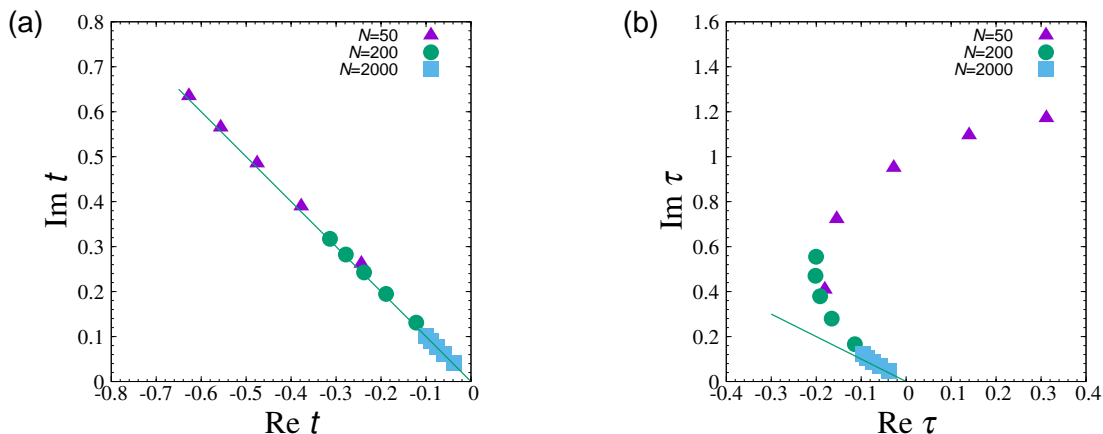 (a)
N=50
N=200
N=2000
0.8
0.7
0.6
0.5
0.4
0.3
0.2
0.1
0
-0.8 -0.7 -0.6 -0.5 -0.4 -0.3 -0.2 -0.1 0
Im t
Re t
(b)
N=50
N=200
N=2000
1.6
1.4
1.2
1
0.8
0.6
0.4
0.2
0
-0.4 -0.3 -0.2 -0.1 0 0.1 0.2 0.3 0.4
Im τ
Re τ